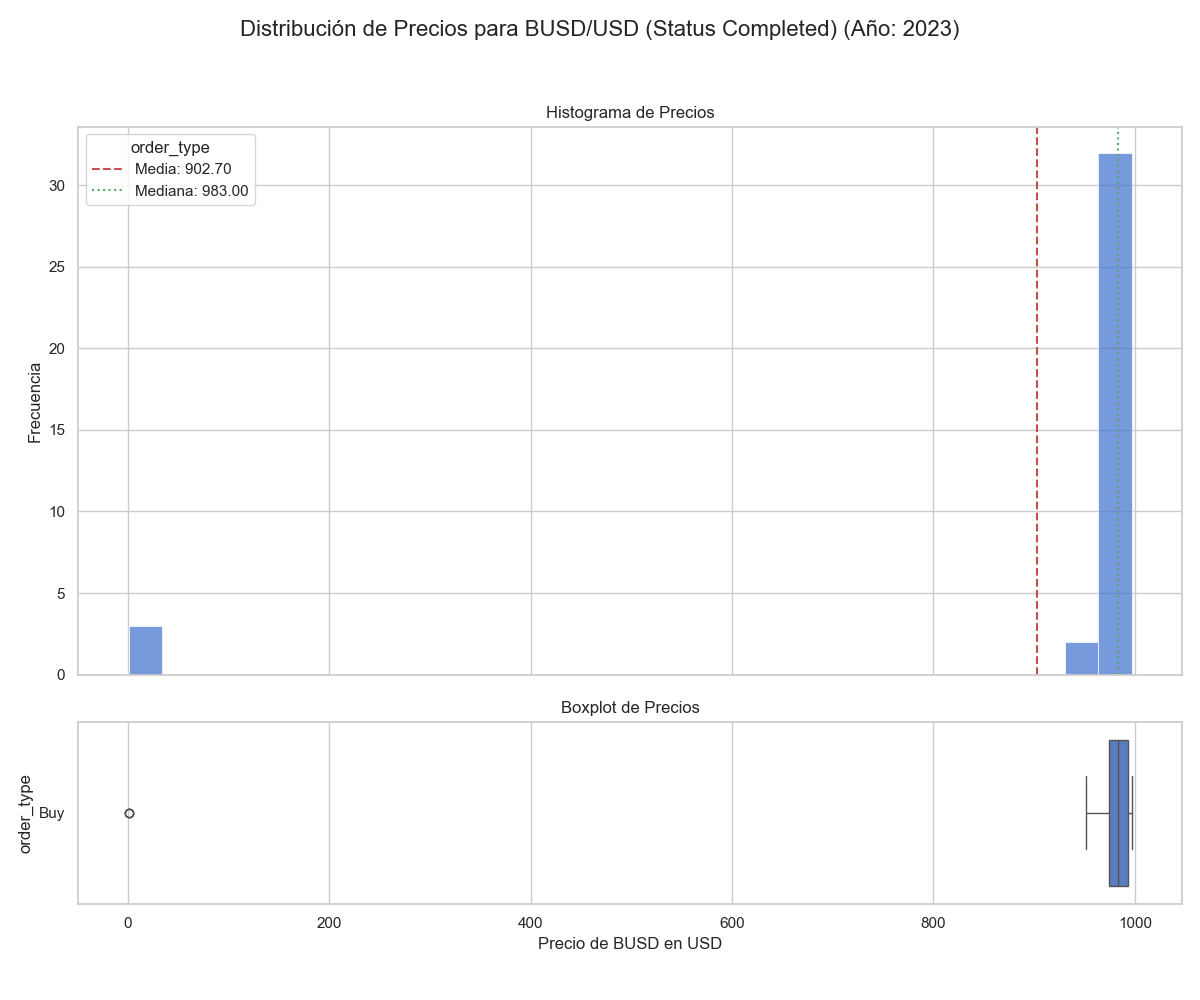 Distribución de Precios para BUSD/USD (Status Completed) (Año: 2023)
Histograma de Precios
order_type
Media: 902.70
Mediana: 983.00
Frecuencia
30
25
20
15
10
5
0
Boxplot de Precios
order_type
Buy
0 200 400 600 800 1000
Precio de BUSD en USD